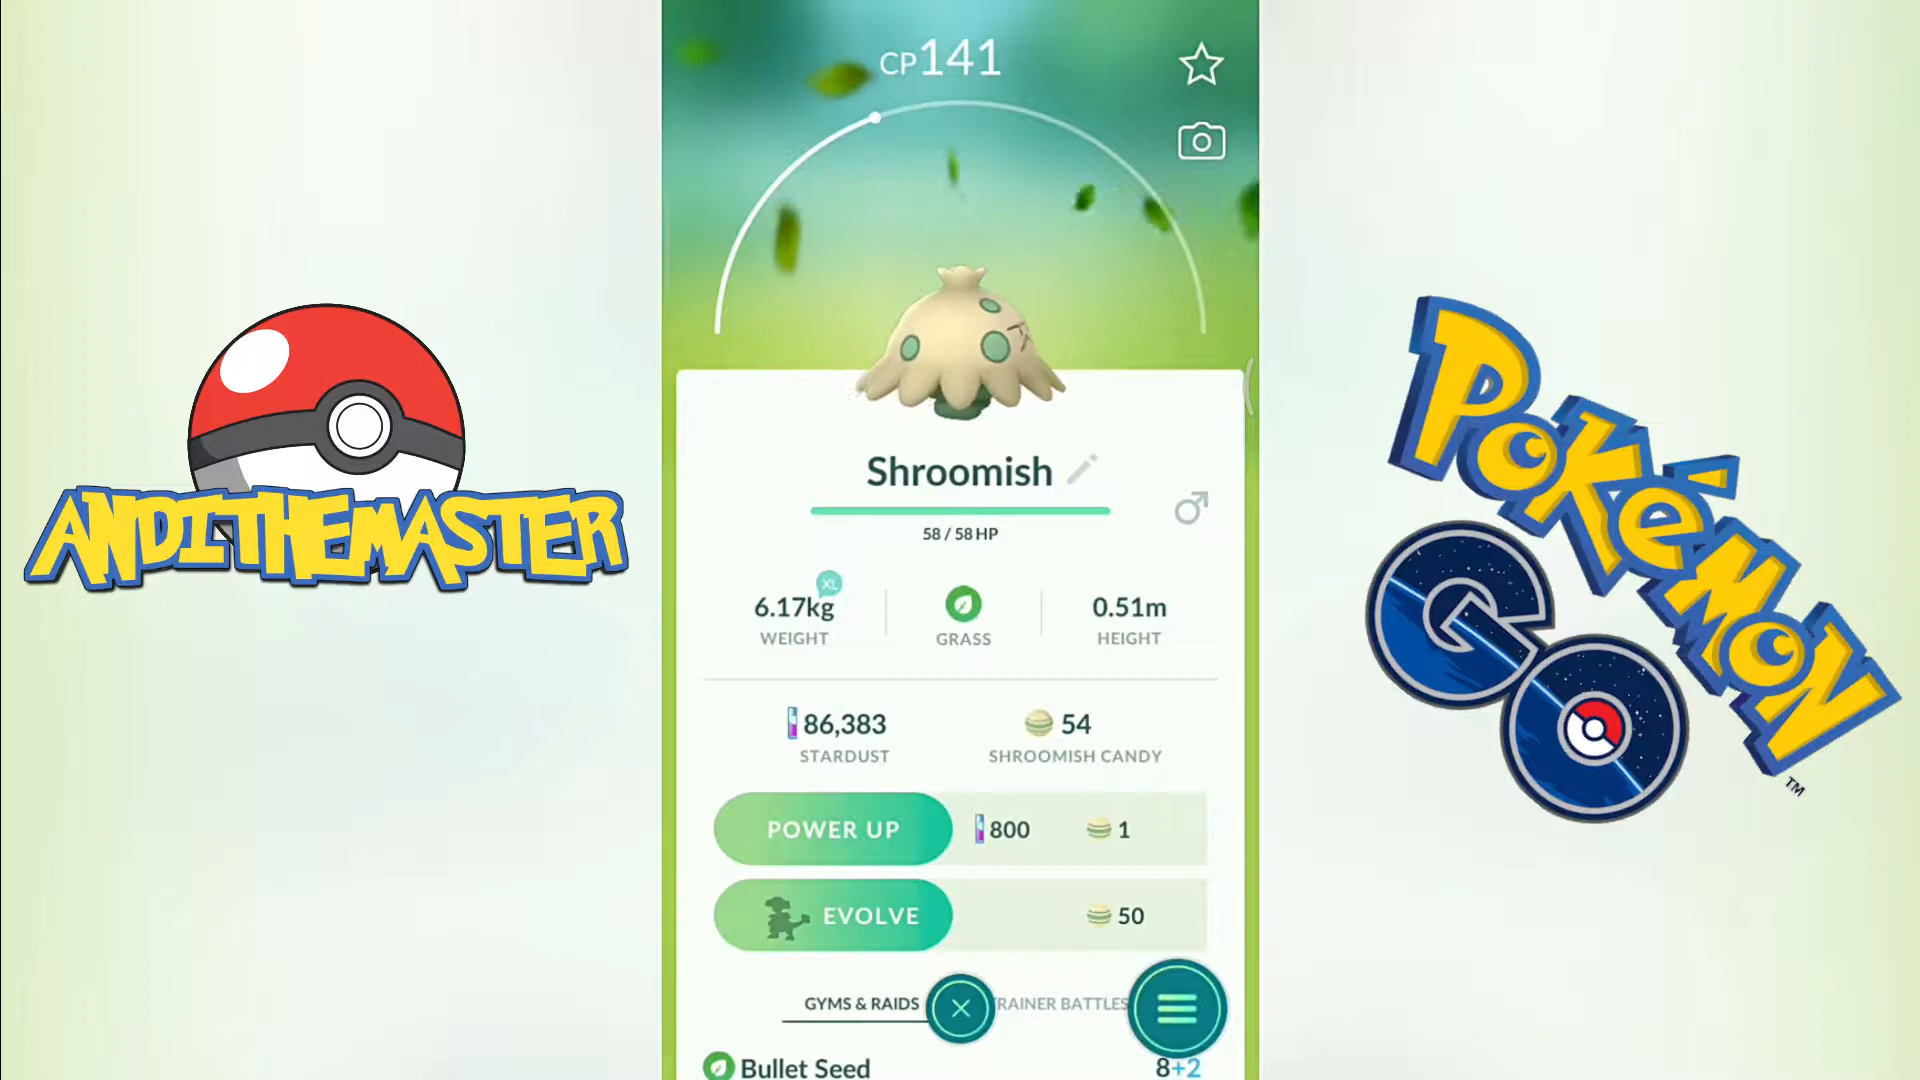 CP141
ANDITHEMASTER
Shroomish
58 / 58 HP
XL
6.17kg
WEIGHT
GRASS
0.51m
HEIGHT
86,383
STARDUST
54
SHROOMISH CANDY
POWER UP
800
1
EVOLVE
50
GYMS & RAIDS
TRAINER BATTLES
Bullet Seed
8+2
POKéMON
GO
TM